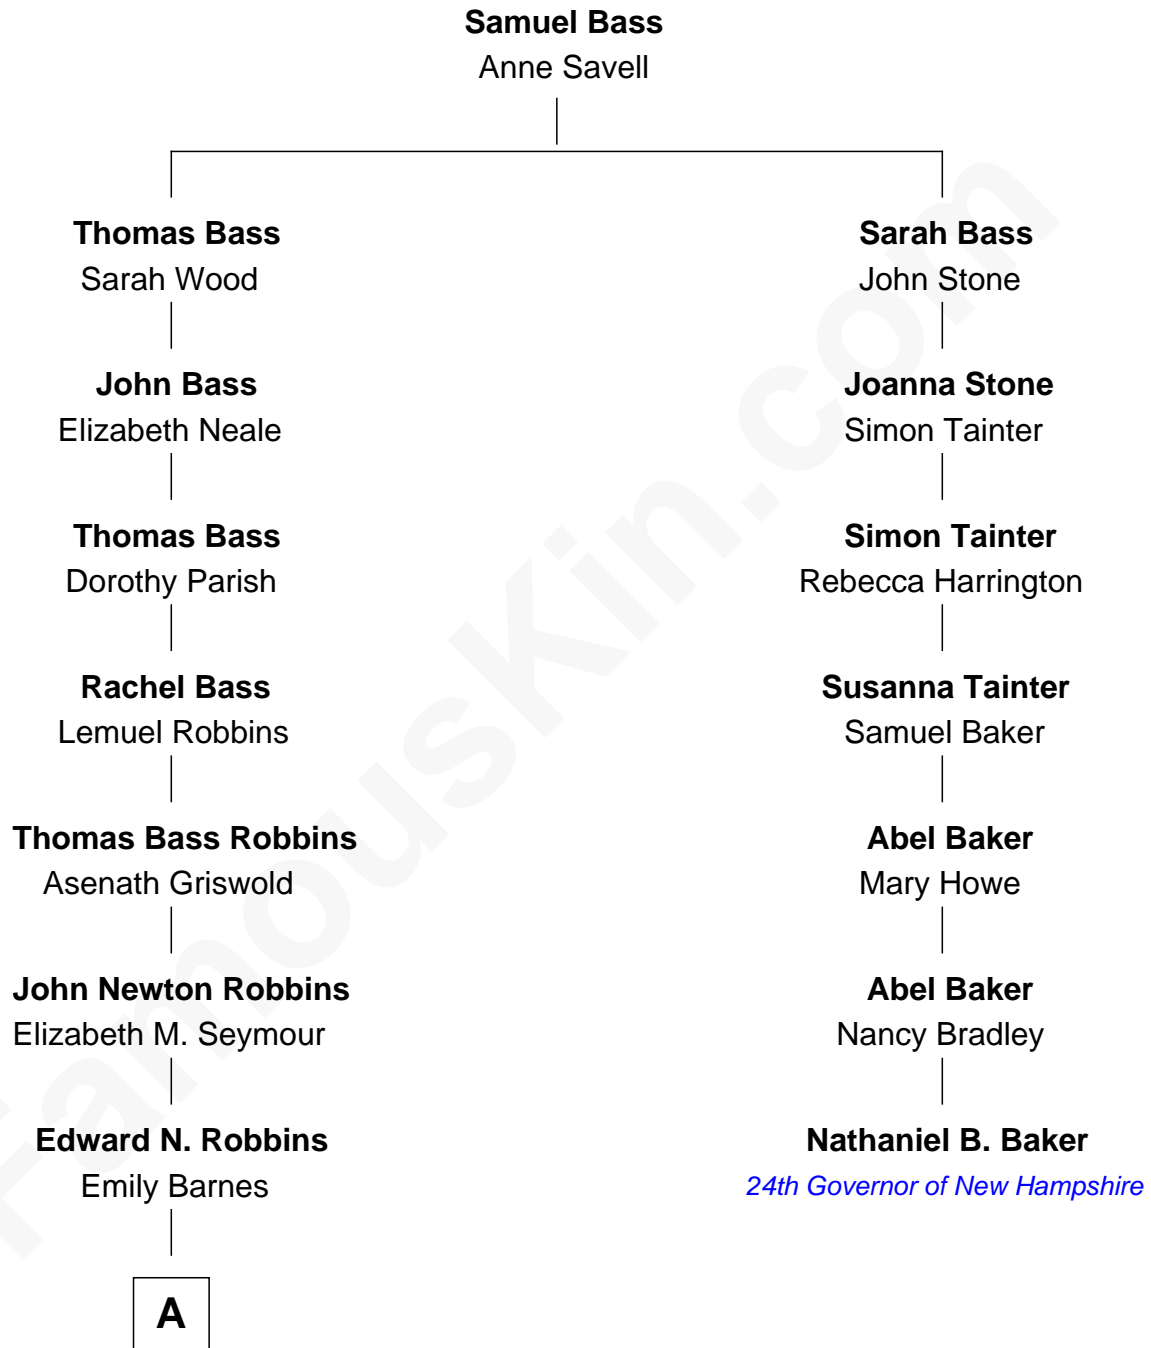 Samuel Bass
Anne Savell
Thomas Bass
Sarah Wood
John Bass
Elizabeth Neale
Thomas Bass
Dorothy Parish
Rachel Bass
Lemuel Robbins
Thomas Bass Robbins
Asenath Griswold
John Newton Robbins
Elizabeth M. Seymour
Edward N. Robbins
Emily Barnes
A
Sarah Bass
John Stone
Joanna Stone
Simon Tainter
Simon Tainter
Rebecca Harrington
Susanna Tainter
Samuel Baker
Abel Baker
Mary Howe
Abel Baker
Nancy Bradley
Nathaniel B. Baker
24th Governor of New Hampshire
FamousKin.com